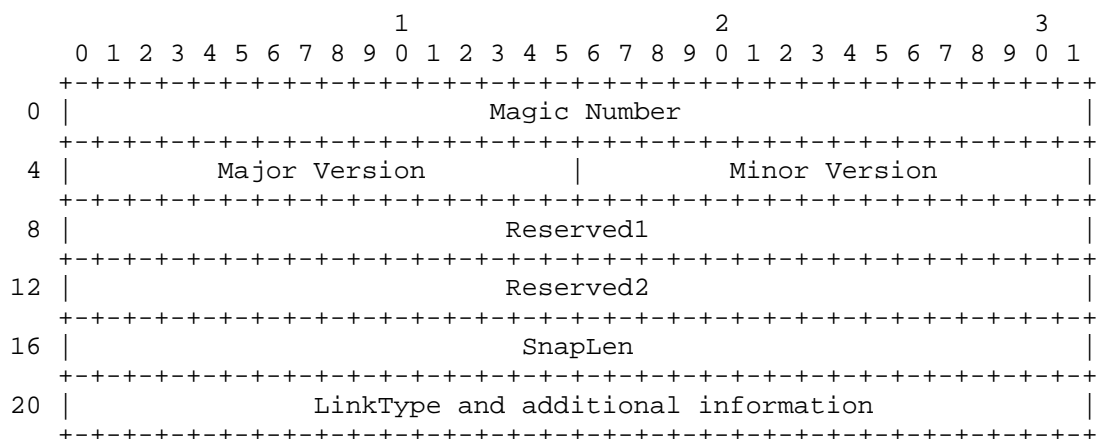 1                   2                   3
       0 1 2 3 4 5 6 7 8 9 0 1 2 3 4 5 6 7 8 9 0 1 2 3 4 5 6 7 8 9 0 1
      +-+-+-+-+-+-+-+-+-+-+-+-+-+-+-+-+-+-+-+-+-+-+-+-+-+-+-+-+-+-+-+-+
    0 |                          Magic Number                         |
      +-+-+-+-+-+-+-+-+-+-+-+-+-+-+-+-+-+-+-+-+-+-+-+-+-+-+-+-+-+-+-+-+
    4 |         Major Version         |         Minor Version         |
      +-+-+-+-+-+-+-+-+-+-+-+-+-+-+-+-+-+-+-+-+-+-+-+-+-+-+-+-+-+-+-+-+
    8 |                           Reserved1                           |
      +-+-+-+-+-+-+-+-+-+-+-+-+-+-+-+-+-+-+-+-+-+-+-+-+-+-+-+-+-+-+-+-+
   12 |                           Reserved2                           |
      +-+-+-+-+-+-+-+-+-+-+-+-+-+-+-+-+-+-+-+-+-+-+-+-+-+-+-+-+-+-+-+-+
   16 |                            SnapLen                            |
      +-+-+-+-+-+-+-+-+-+-+-+-+-+-+-+-+-+-+-+-+-+-+-+-+-+-+-+-+-+-+-+-+
   20 |               LinkType and additional information             |
      +-+-+-+-+-+-+-+-+-+-+-+-+-+-+-+-+-+-+-+-+-+-+-+-+-+-+-+-+-+-+-+-+